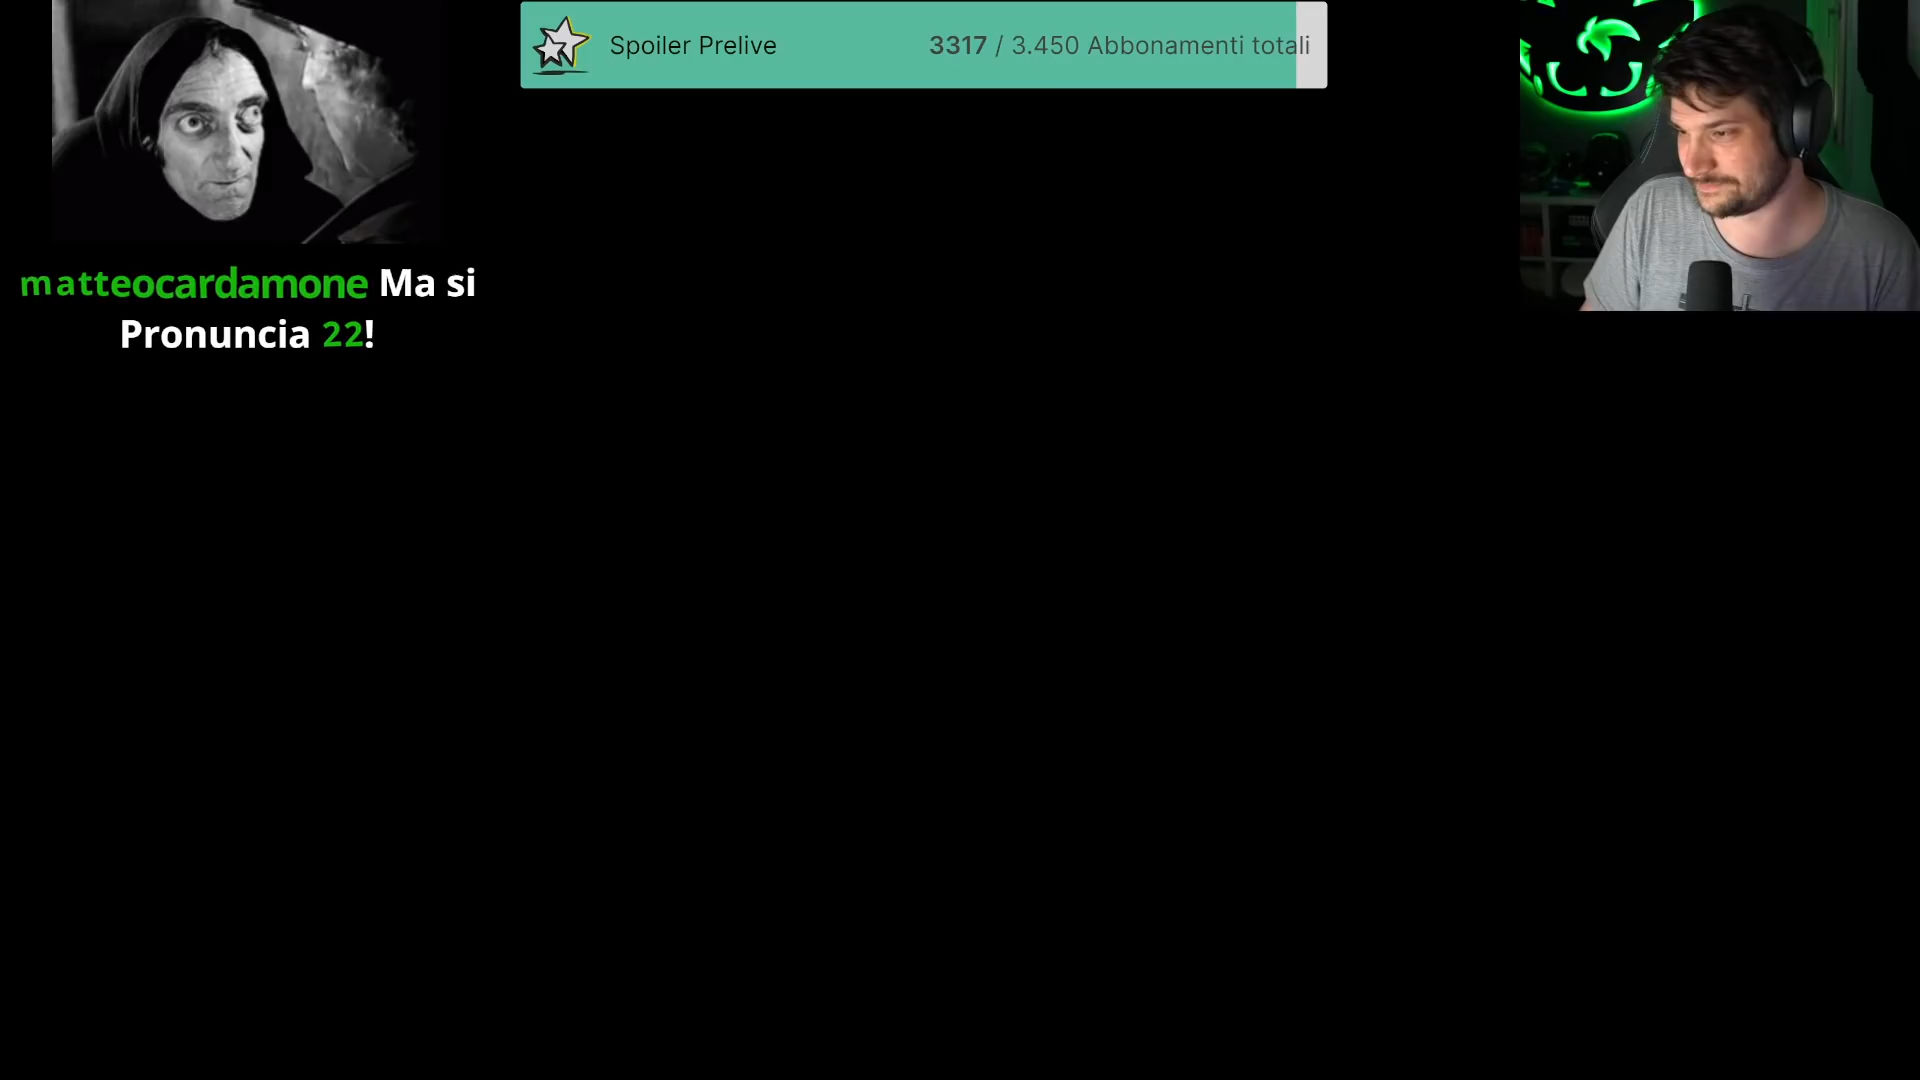 Spoiler Prelive 3317 / 3.450 Abbonamenti totali
matteocardamone Ma si
Pronuncia 22!